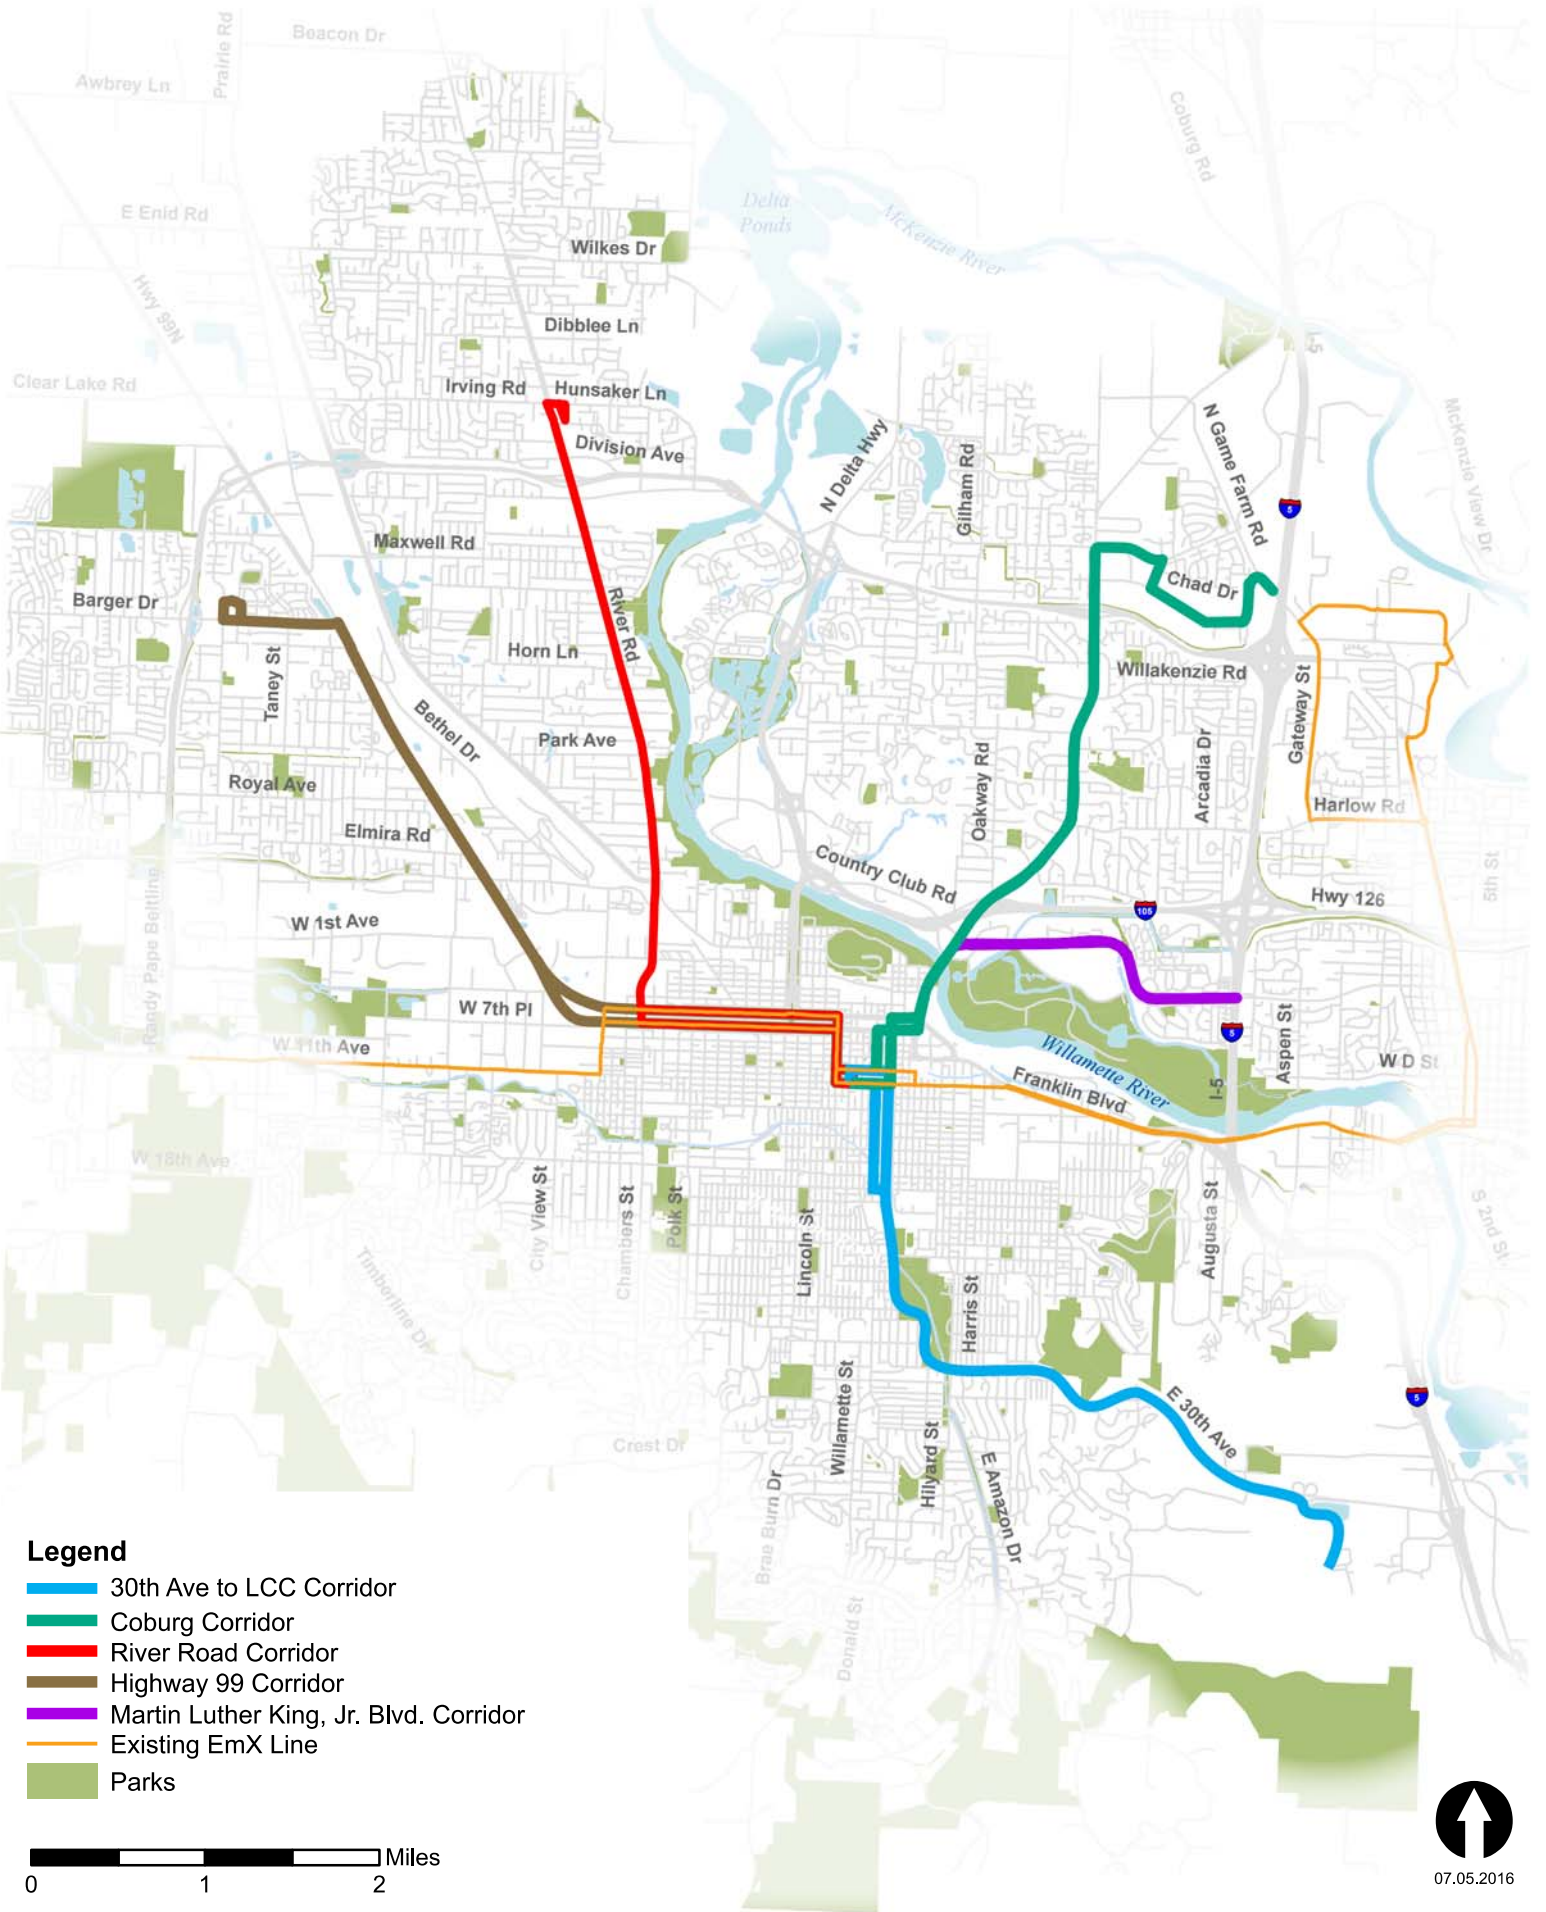 Beacon Dr
Prairie Rd
Awbrey Ln
Coburg Rd
E Enid Rd
Delta
Ponds
McKenzie River
Wilkes Dr
Hwy 99N
Dibblee Ln
I-5
Clear Lake Rd
Irving Rd
Hunsaker Ln
N Game Farm Rd
McKenzie View Dr
Division Ave
N Delta Hwy
Gilham Rd
5
Maxwell Rd
Chad Dr
Barger Dr
River Rd
Horn Ln
Willakenzie Rd
Taney St
Gateway St
Bethel Dr
Park Ave
Arcadia Dr
Oakway Rd
Royal Ave
Harlow Rd
Elmira Rd
Country Club Rd
5th St
Hwy 126
105
W 1st Ave
Randy Pape Beltline
W 7th Pl
5
Aspen St
W 11th Ave
Willamette River
W D St
Franklin Blvd
I-5
W 18th Ave
City View St
Chambers St
Polk St
Lincoln St
Augusta St
S 2nd St
Timberline Dr
Harris St
Willamette St
E 30th Ave
5
Crest Dr
Hilyard St
E Amazon Dr
Brae Burn Dr
Donald St
Legend
30th Ave to LCC Corridor
Coburg Corridor
River Road Corridor
Highway 99 Corridor
Martin Luther King, Jr. Blvd. Corridor
Existing EmX Line
Parks
Miles
0 1 2
07.05.2016